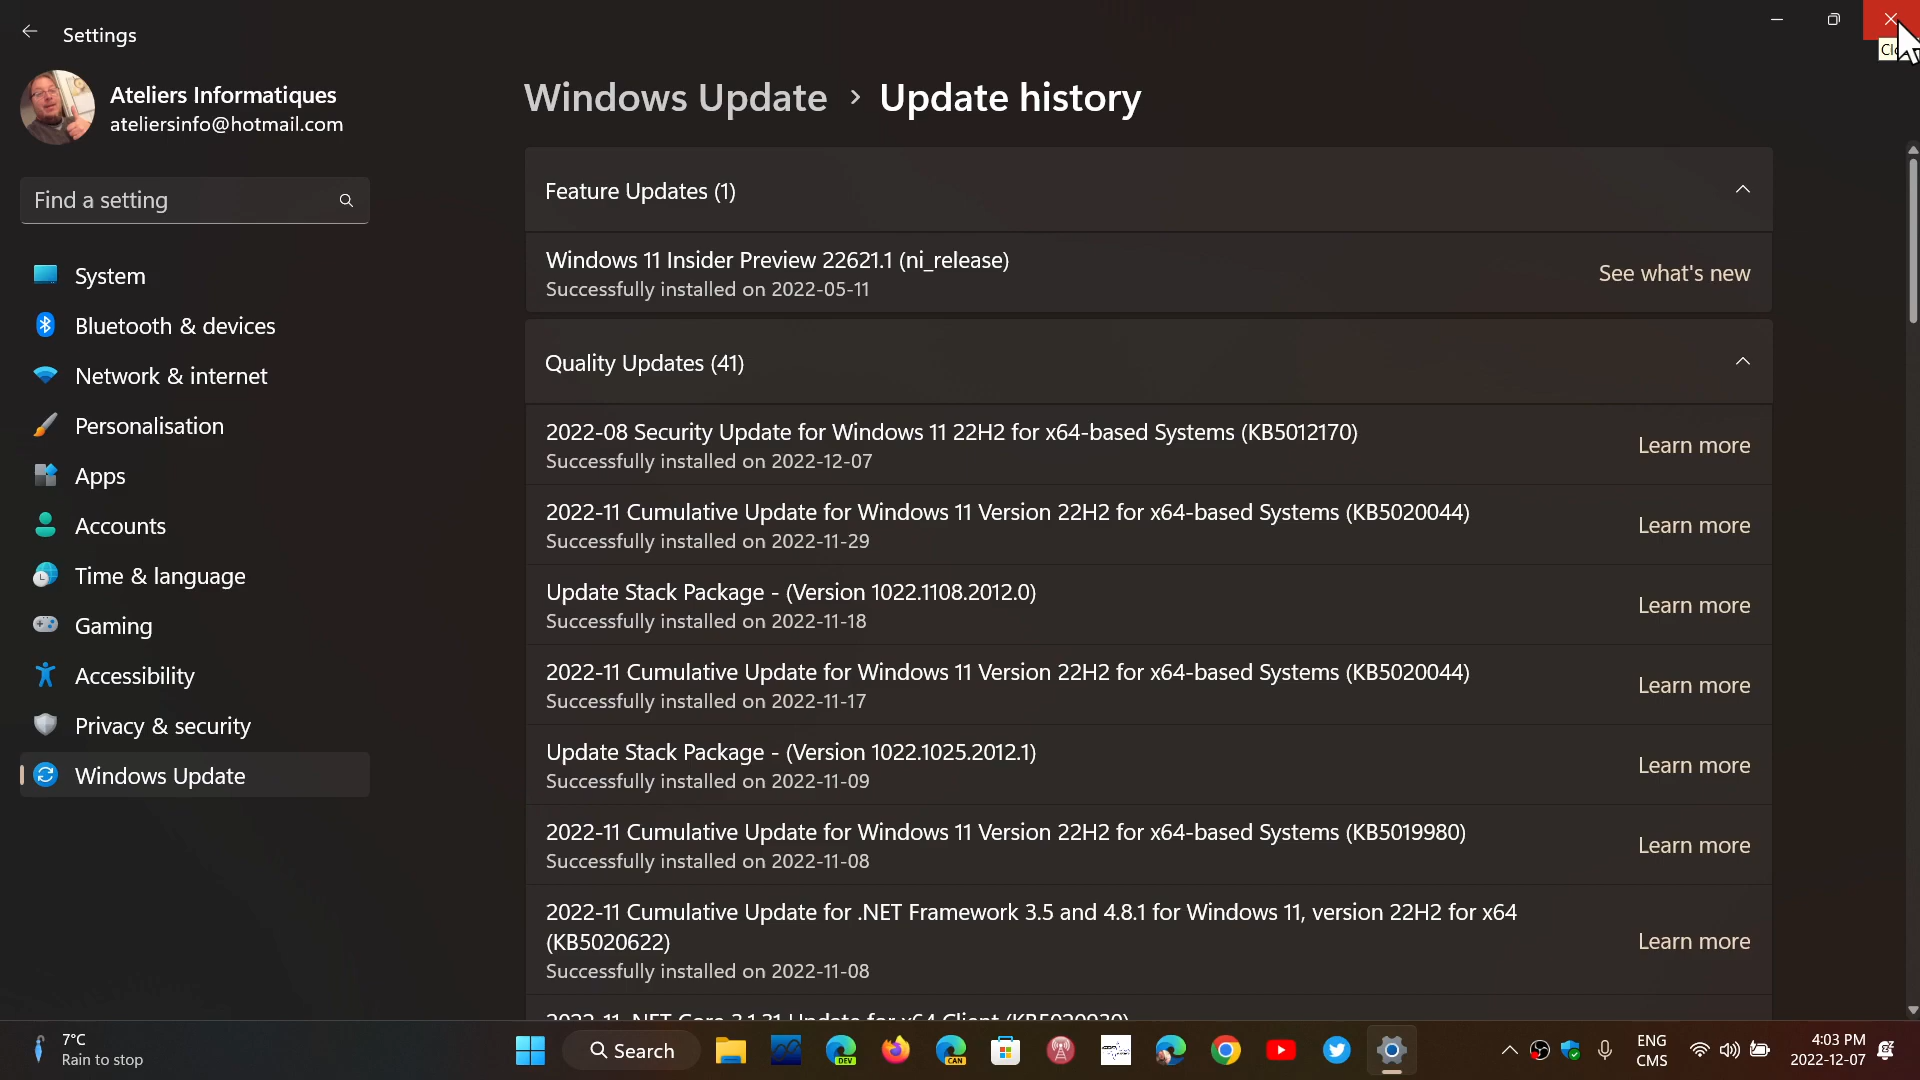 Settings
Ateliers Informatiques
ateliersinfo@hotmail.com
Find a setting
System
Bluetooth & devices
Network & internet
Personalisation
Apps
Accounts
Time & language
Gaming
Accessibility
Privacy & security
Windows Update
Windows Update > Update history
Feature Updates (1)
Windows 11 Insider Preview 22621.1 (ni_release)
Successfully installed on 2022-05-11
See what's new
Quality Updates (41)
2022-08 Security Update for Windows 11 22H2 for x64-based Systems (KB5012170)
Successfully installed on 2022-12-07
Learn more
2022-11 Cumulative Update for Windows 11 Version 22H2 for x64-based Systems (KB5020044)
Successfully installed on 2022-11-29
Learn more
Update Stack Package - (Version 1022.1108.2012.0)
Successfully installed on 2022-11-18
Learn more
2022-11 Cumulative Update for Windows 11 Version 22H2 for x64-based Systems (KB5020044)
Successfully installed on 2022-11-17
Learn more
Update Stack Package - (Version 1022.1025.2012.1)
Successfully installed on 2022-11-09
Learn more
2022-11 Cumulative Update for Windows 11 Version 22H2 for x64-based Systems (KB5019980)
Successfully installed on 2022-11-08
Learn more
2022-11 Cumulative Update for .NET Framework 3.5 and 4.8.1 for Windows 11, version 22H2 for x64
(KB5020622)
Successfully installed on 2022-11-08
Learn more
7°C
Rain to stop
Search
DEV
CAN
ENG
CMS
4:03 PM
2022-12-07